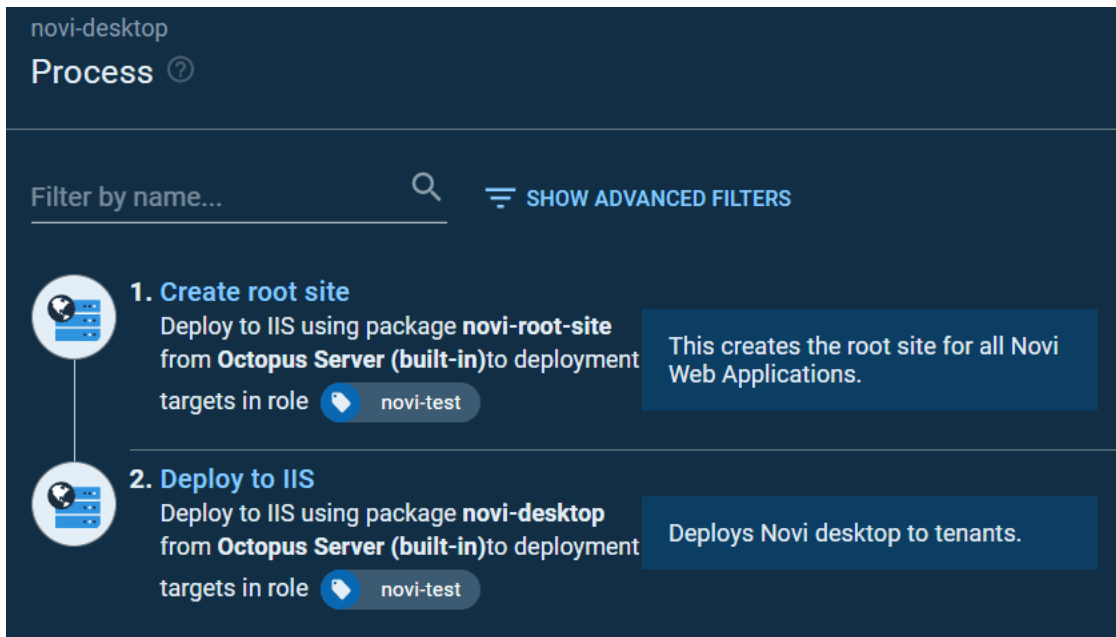 novi-desktop
Process ?
Filter by name...
SHOW ADVANCED FILTERS
1. Create root site
Deploy to IIS using package novi-root-site
from Octopus Server (built-in)to deployment
targets in role novi-test
This creates the root site for all Novi
Web Applications.
2. Deploy to IIS
Deploy to IIS using package novi-desktop
from Octopus Server (built-in)to deployment
targets in role novi-test
Deploys Novi desktop to tenants.